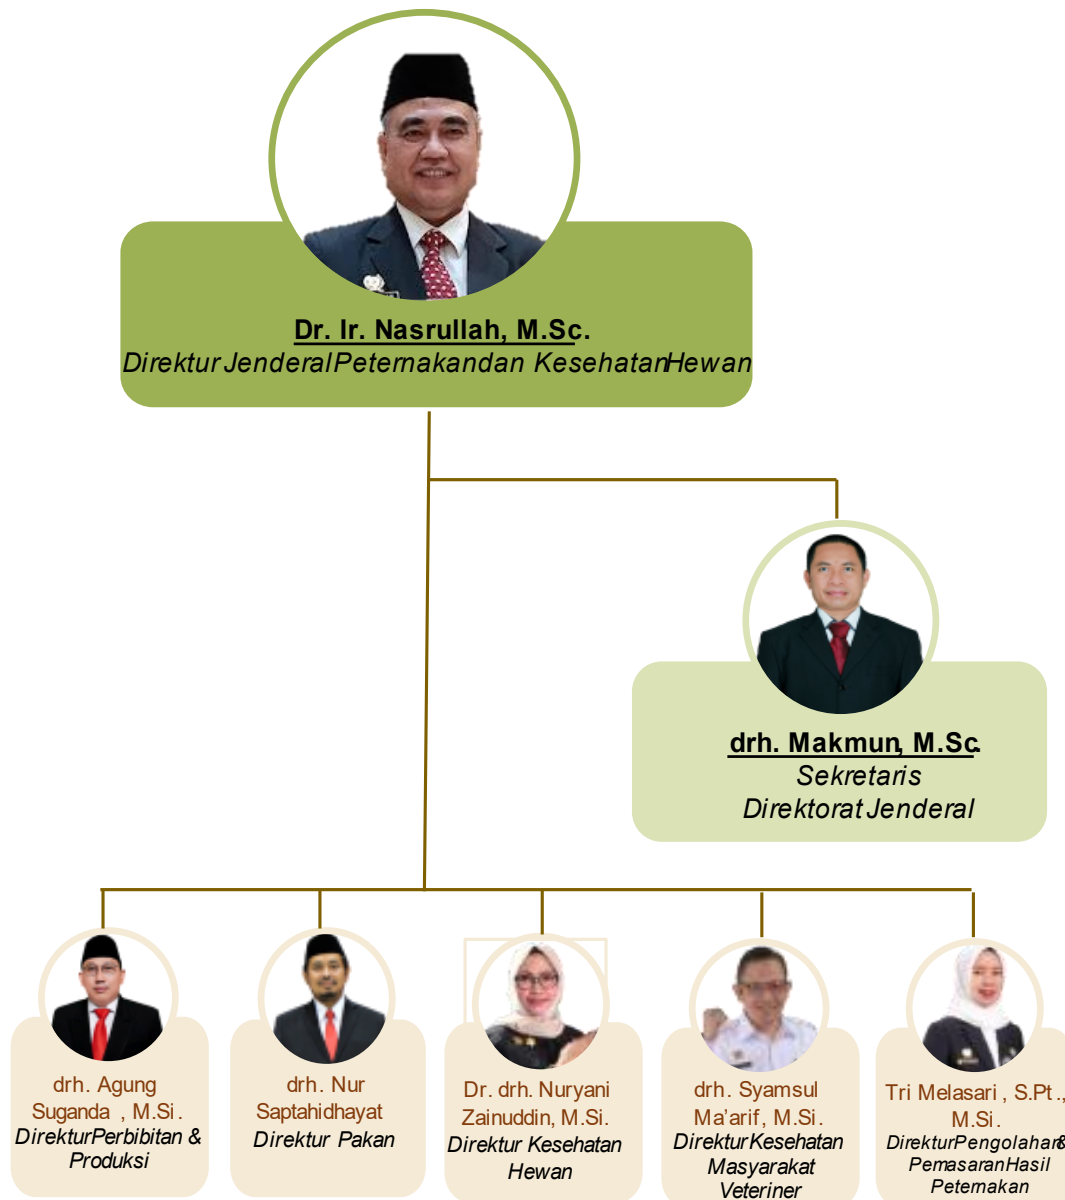 Dr. Ir. Nasrullah, M.Sc.
Direktur Jenderal Peternakan dan Kesehatan Hewan
drh. Makmun, M.Sc.
Sekretaris
Direktorat Jenderal
drh. Agung
Suganda , M.Si.
Direktur Perbibitan &
Produksi
drh. Nur
Saptahidhayat
Direktur Pakan
Dr. drh. Nuryani
Zainuddin, M.Si.
Direktur Kesehatan
Hewan
drh. Syamsul
Ma'arif, M.Si.
Direktur Kesehatan
Masyarakat
Veteriner
Tri Melasari, S.Pt.,
M.Si.
Direktur Pengolahan &
Pemasaran Hasil
Peternakan